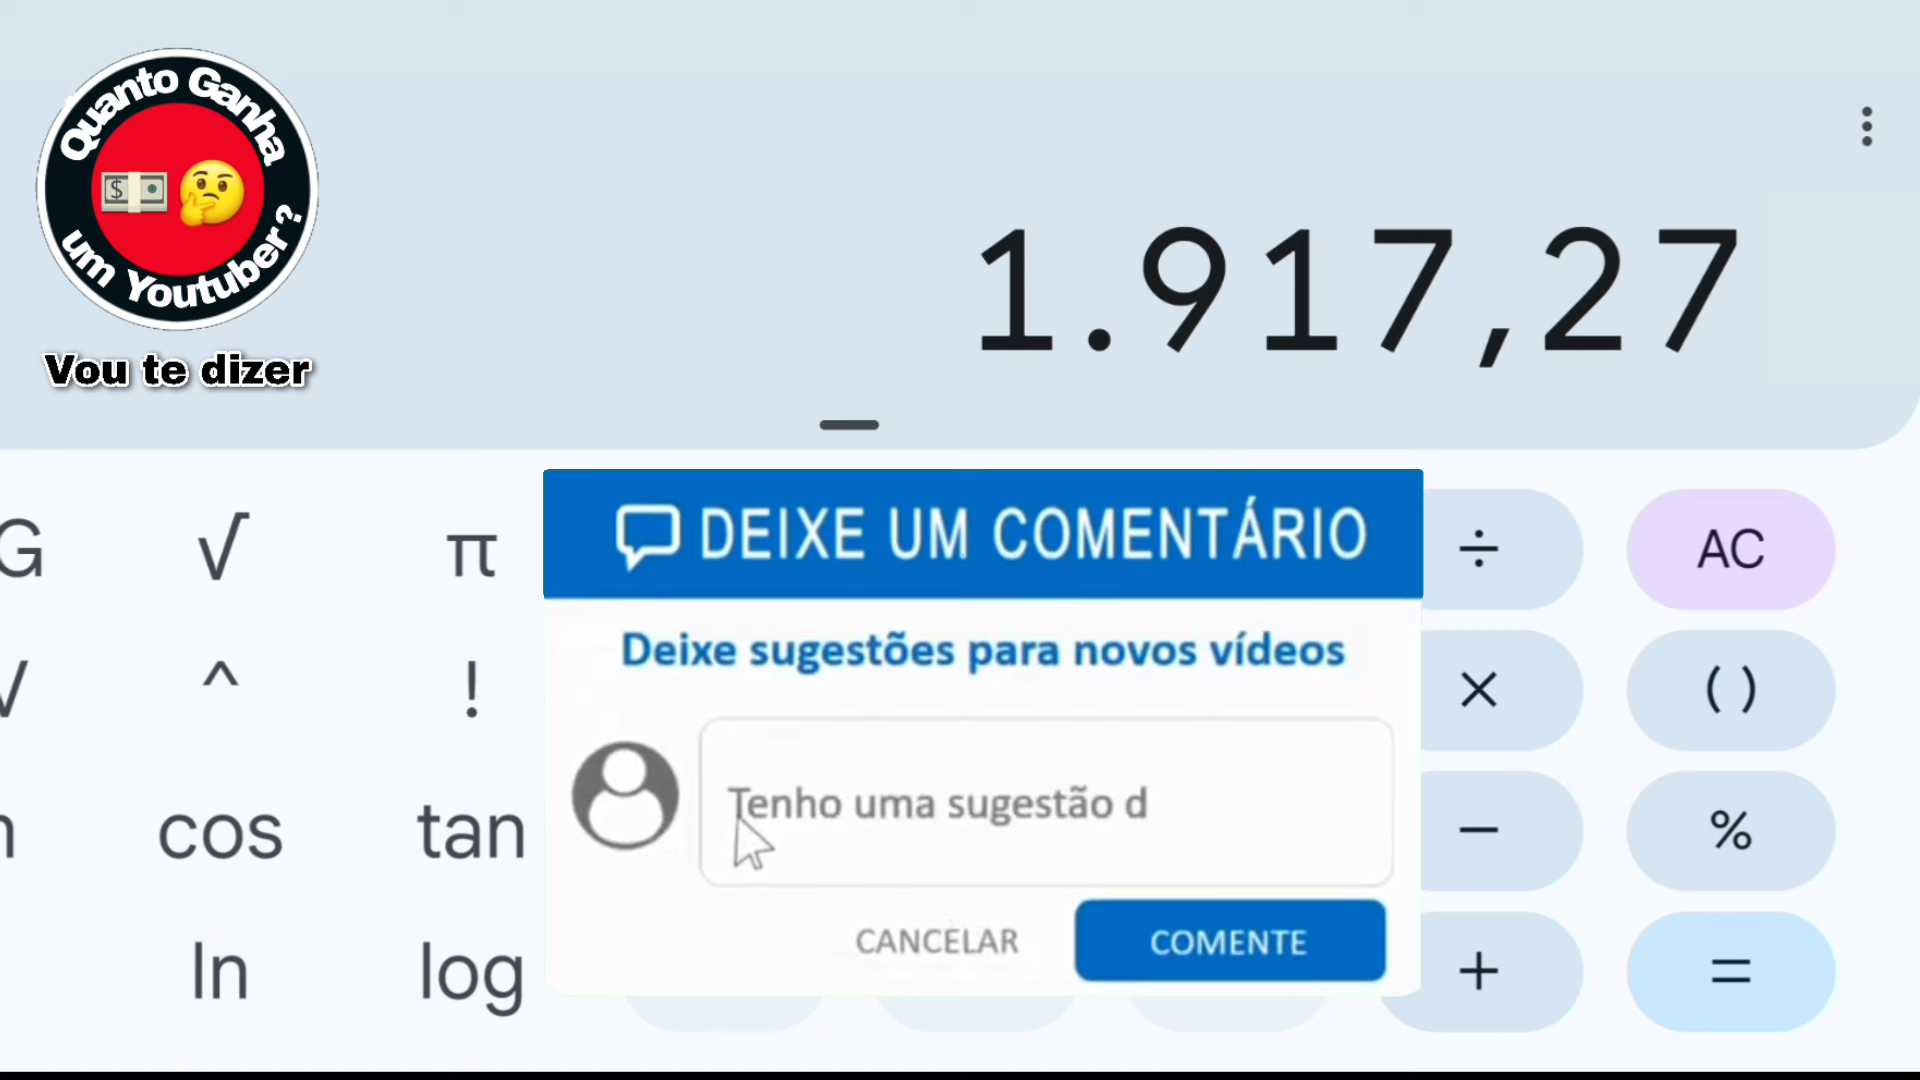 Quanto Ganha
um Youtuber?
Vou te dizer
1.917,27
DEIXE UM COMENTÁRIO
Deixe sugestões para novos vídeos
Tenho uma sugestão d
CANCELAR
COMENTE
G
√
π
÷
AC
^
!
×
( )
cos
tan
−
%
ln
log
+
=